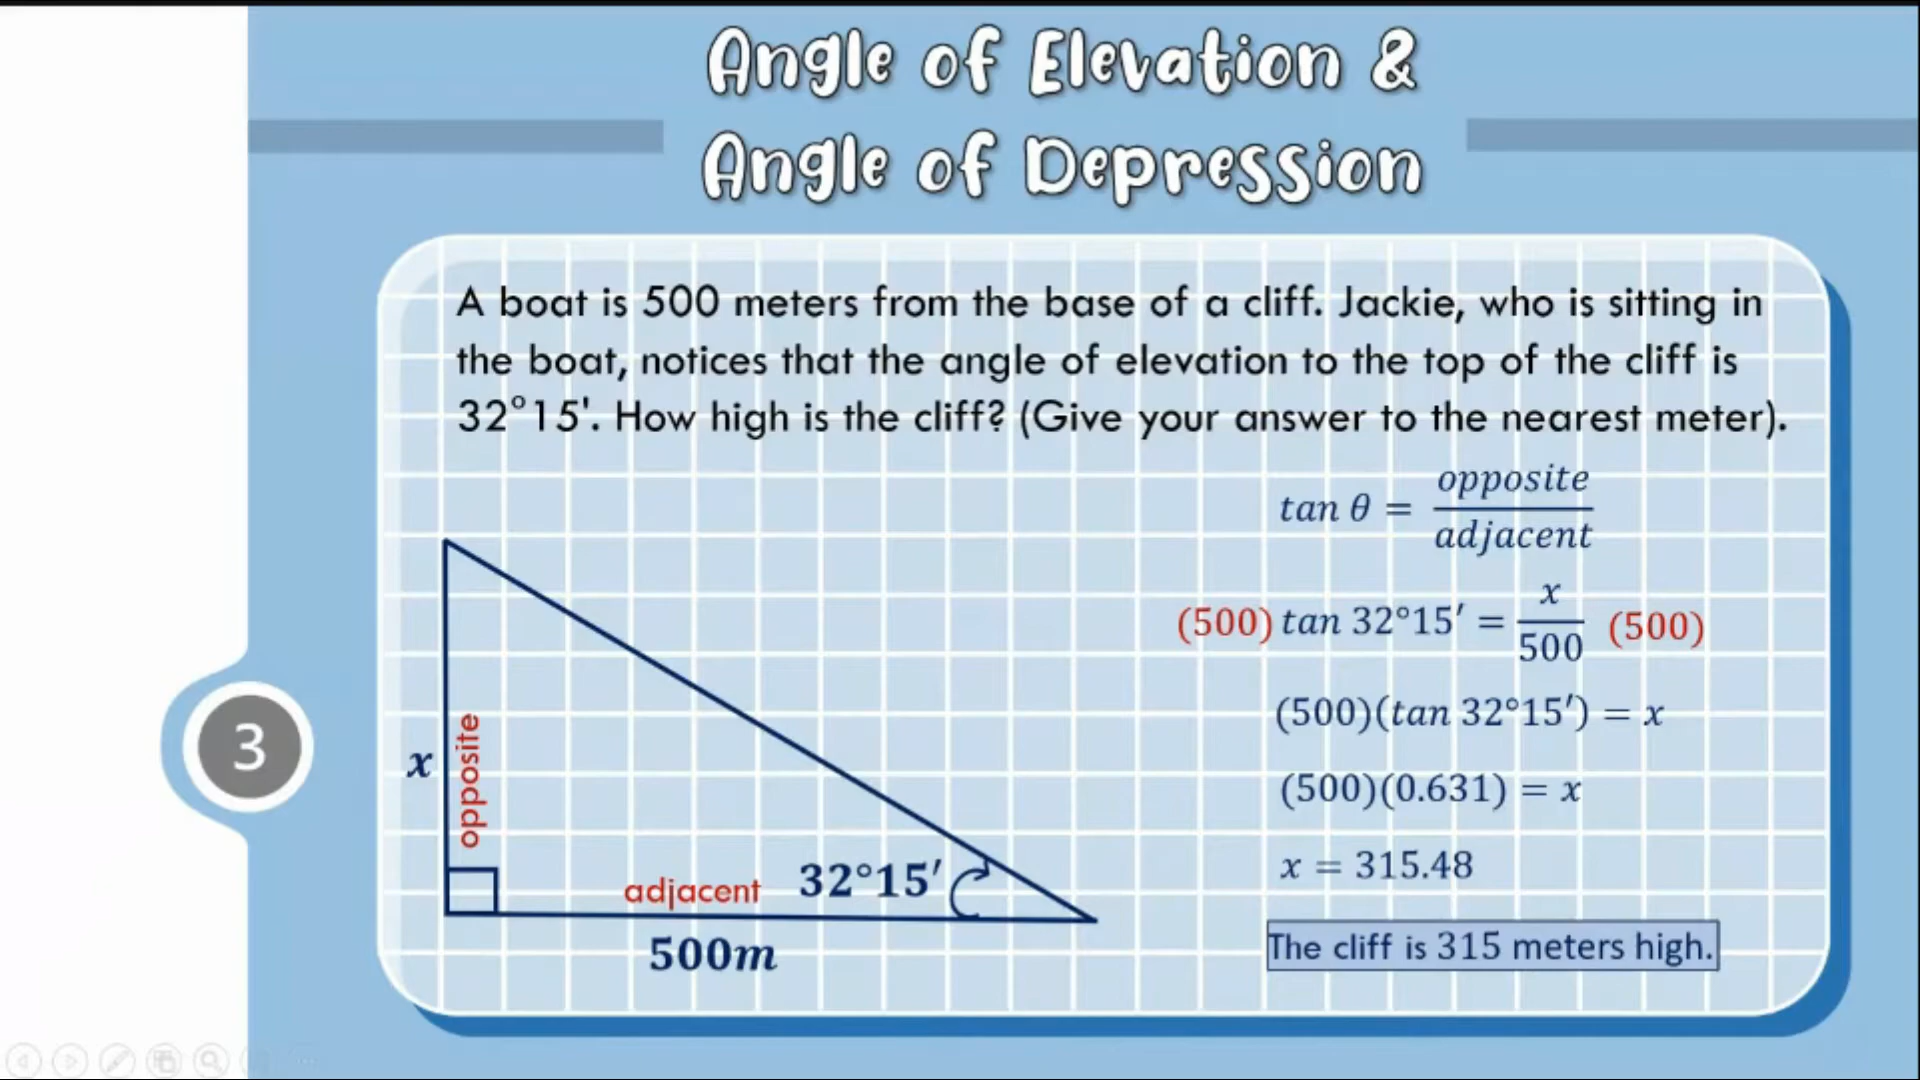 Angle of Elevation &
Angle of Depression
A boat is 500 meters from the base of a cliff. Jackie, who is sitting in
the boat, notices that the angle of elevation to the top of the cliff is
32°15'. How high is the cliff? (Give your answer to the nearest meter).
tan θ = opposite/adjacent
(500) tan 32°15′ = x/500 (500)
(500)(tan 32°15′) = x
(500)(0.631) = x
x = 315.48
The cliff is 315 meters high.
3
x
opposite
adjacent
32°15′
500m